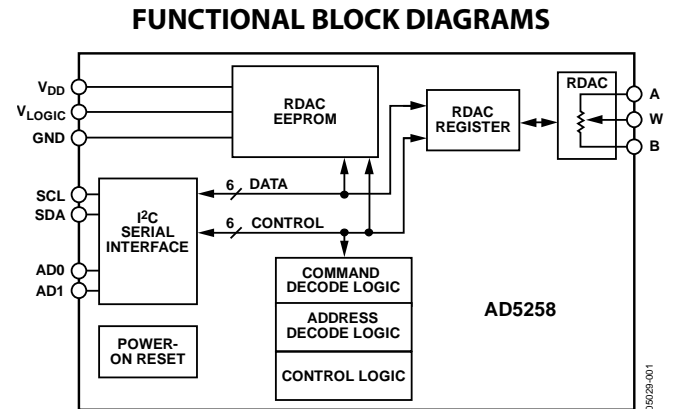 FUNCTIONAL BLOCK DIAGRAMS
VDD
VLOGIC
GND
SCL
SDA
AD0
AD1
RDAC
EEPROM
RDAC
REGISTER
RDAC
A
W
B
I2C
SERIAL
INTERFACE
6 DATA
6 CONTROL
COMMAND
DECODE LOGIC
ADDRESS
DECODE LOGIC
CONTROL LOGIC
POWER-
ON RESET
AD5258
05029-001